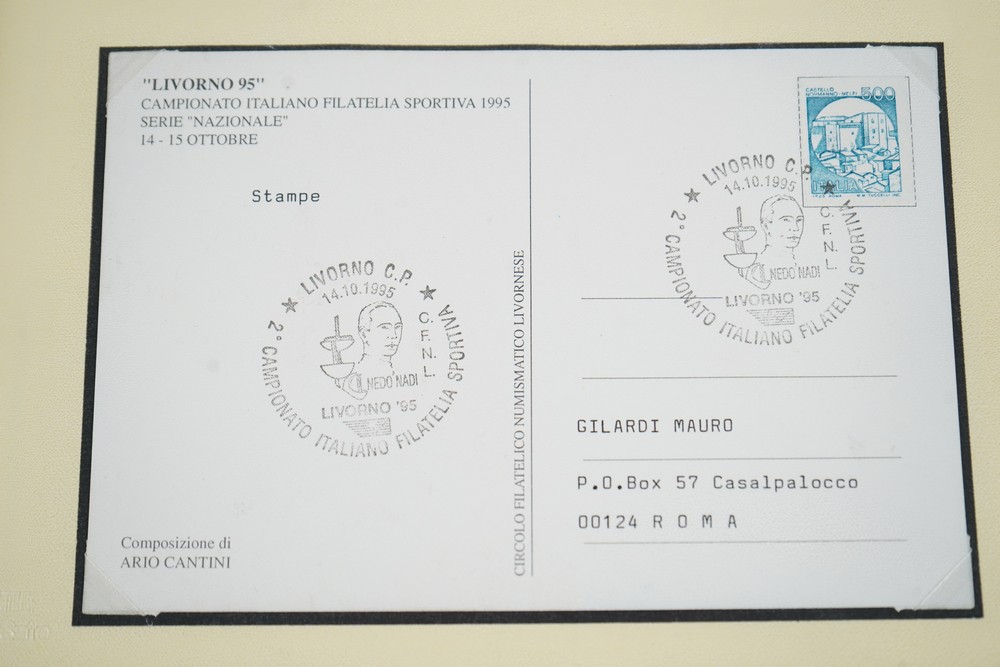 "LIVORNO 95"
CAMPIONATO ITALIANO FILATELIA SPORTIVA 1995
SERIE "NAZIONALE"
14 - 15 OTTOBRE
Stampe
LIVORNO C.P.
14.10.1995
C.F.N.L.
NEDO NADI
LIVORNO '95
2° CAMPIONATO ITALIANO FILATELIA SPORTIVA
Composizione di
ARIO CANTINI
CIRCOLO FILATELICO NUMISMATICO LIVORNESE
CASTELLO
NORMANNO - MELFI
500
ITALIA
LIVORNO C.P.
14.10.1995
C.F.N.L.
NEDO NADI
LIVORNO '95
2° CAMPIONATO ITALIANO FILATELIA SPORTIVA
GILARDI MAURO
P.O.Box 57 Casalpalocco
00124 R O M A